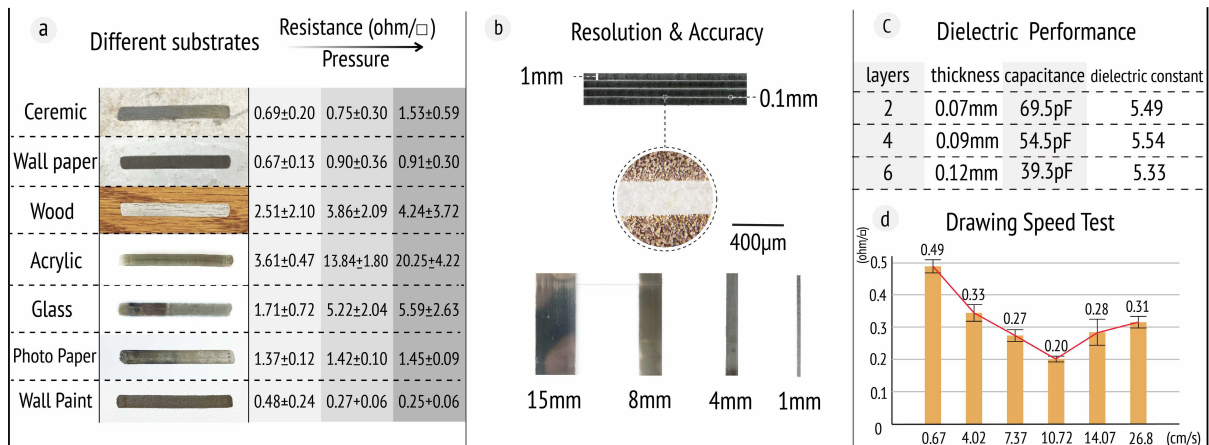 a
Different substrates
Resistance (ohm/□)
Pressure
Ceremic 0.69±0.20 0.75±0.30 1.53±0.59
Wall paper 0.67±0.13 0.90±0.36 0.91±0.30
Wood 2.51±2.10 3.86±2.09 4.24±3.72
Acrylic 3.61±0.47 13.84±1.80 20.25±4.22
Glass 1.71±0.72 5.22±2.04 5.59±2.63
Photo Paper 1.37±0.12 1.42±0.10 1.45±0.09
Wall Paint 0.48±0.24 0.27+0.06 0.25+0.06
b
Resolution & Accuracy
1mm
0.1mm
400μm
15mm 8mm 4mm 1mm
c
Dielectric Performance
layers thickness capacitance dielectric constant
2 0.07mm 69.5pF 5.49
4 0.09mm 54.5pF 5.54
6 0.12mm 39.3pF 5.33
d
Drawing Speed Test
(ohm/□)
0.5
0.4
0.3
0.2
0.1
0
0.49
0.33
0.27
0.20
0.28
0.31
0.67 4.02 7.37 10.72 14.07 26.8 (cm/s)